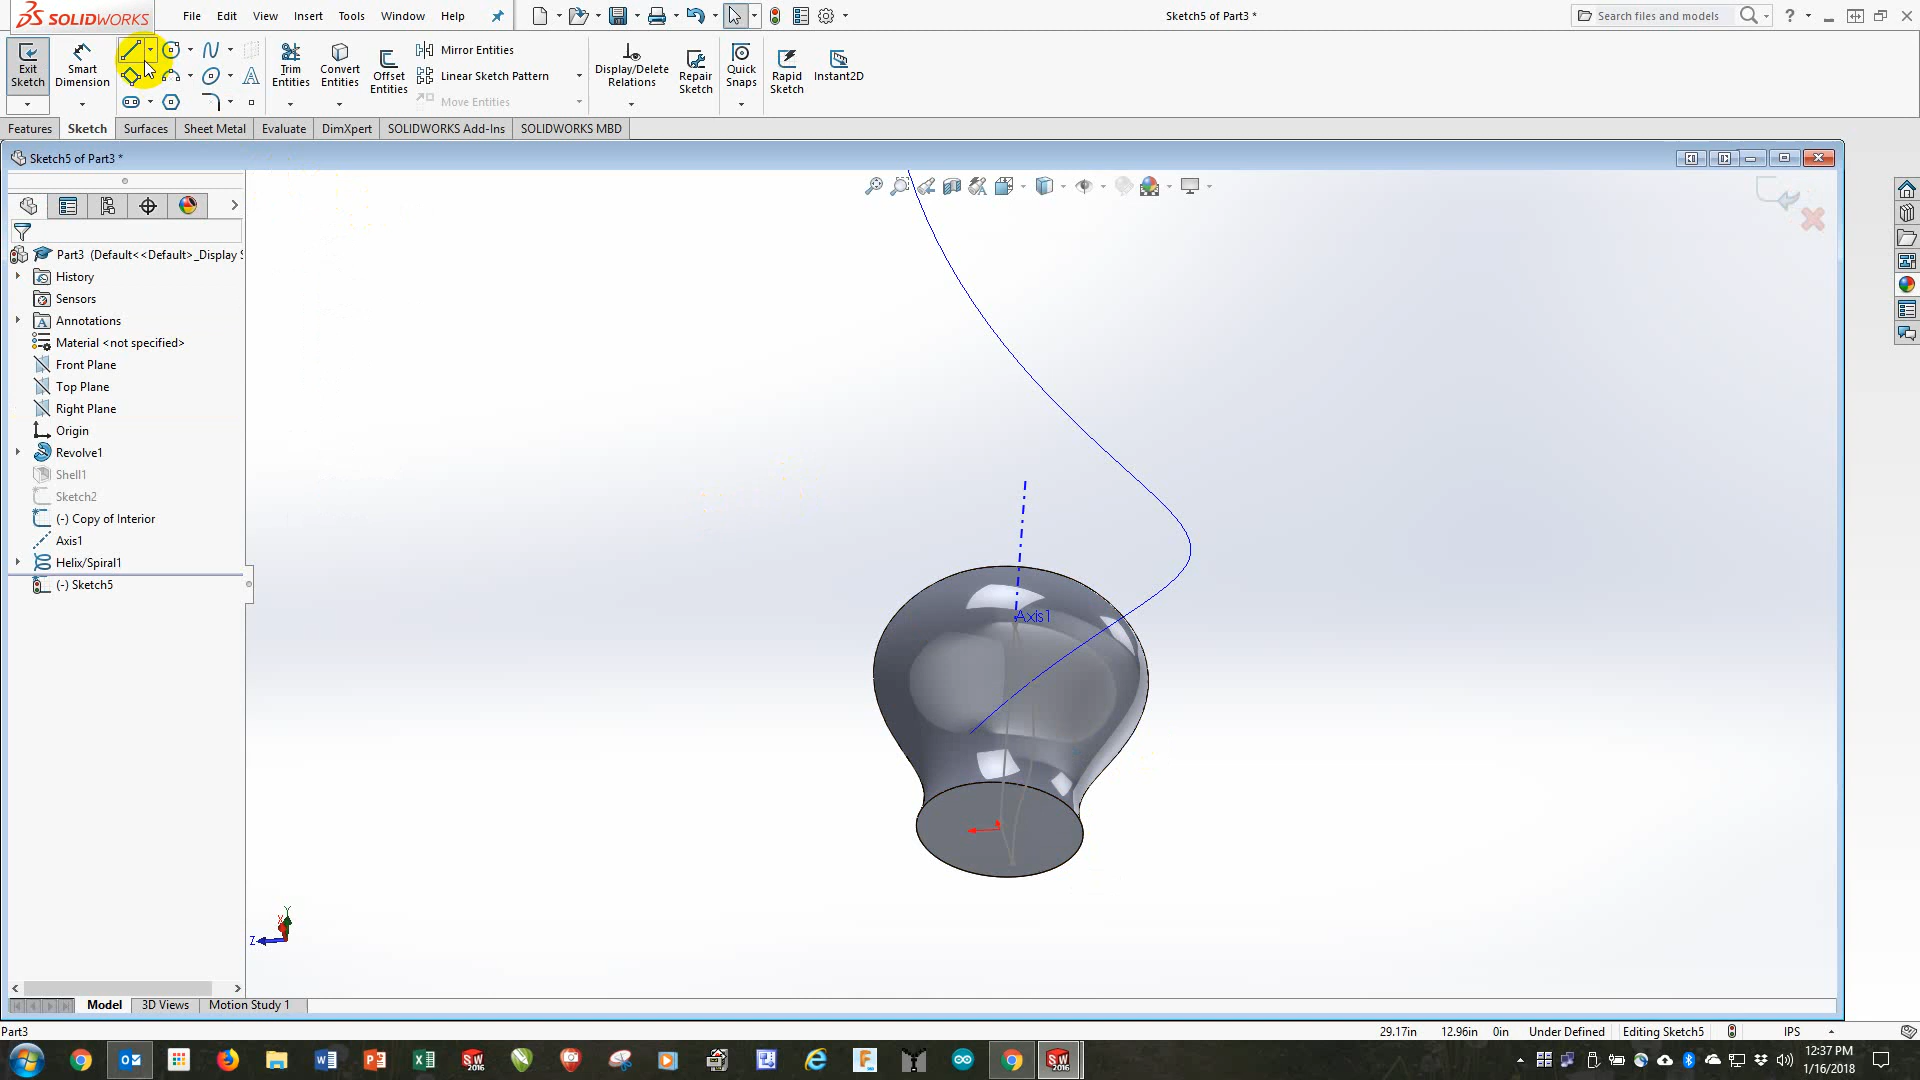 SOLIDWORKS
File Edit View Insert Tools Window Help
Sketch5 of Part3 *
Search files and models
?
Exit Sketch
Smart Dimension
Trim Entities
Convert Entities
Offset Entities
Mirror Entities
Linear Sketch Pattern
Move Entities
Display/Delete Relations
Repair Sketch
Quick Snaps
Rapid Sketch
Instant2D
Features Sketch Surfaces Sheet Metal Evaluate DimXpert SOLIDWORKS Add-Ins SOLIDWORKS MBD
Sketch5 of Part3 *
Part3 (Default<<Default>_Display S
History
Sensors
Annotations
Material <not specified>
Front Plane
Top Plane
Right Plane
Origin
Revolve1
Shell1
Sketch2
(-) Copy of Interior
Axis1
Helix/Spiral1
(-) Sketch5
Axis1
Y
X
Z
Model 3D Views Motion Study 1
Part3
29.17in 12.96in 0in Under Defined Editing Sketch5 IPS
12:37 PM
1/16/2018